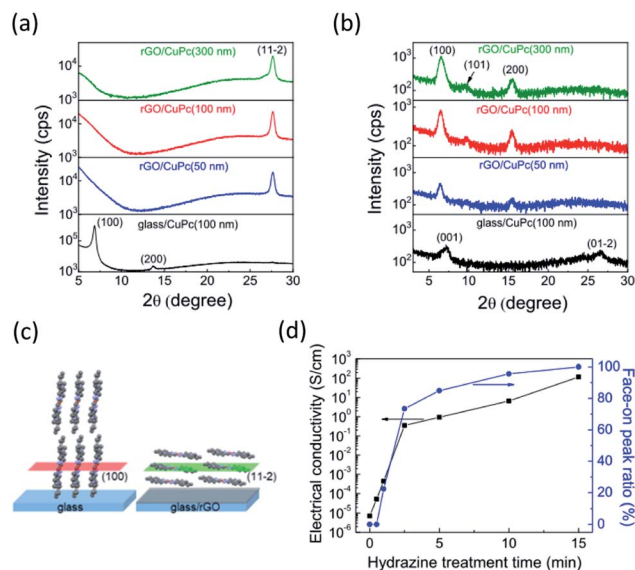 (a)
Intensity (cps)
10⁴
10³
rGO/CuPc(300 nm)
(11-2)
10⁴
10³
rGO/CuPc(100 nm)
10⁴
10³
rGO/CuPc(50 nm)
10⁵
10³
(100)
(200)
glass/CuPc(100 nm)
5 10 15 20 25 30
2θ (degree)
(b)
Intensity (cps)
10³
10²
(100)
(101)
(200)
rGO/CuPc(300 nm)
10³
10²
rGO/CuPc(100 nm)
10³
10²
rGO/CuPc(50 nm)
10²
glass/CuPc(100 nm)
(001)
(01-2)
5 10 15 20 25 30
2θ (degree)
(c)
(100)
(11-2)
glass
glass/rGO
(d)
Electrical conductivity (S/cm)
10³
10²
10¹
10⁰
10⁻¹
10⁻²
10⁻³
10⁻⁴
10⁻⁵
10⁻⁶
0 5 10 15
Hydrazine treatment time (min)
100
80
60
40
20
0
Face-on peak ratio (%)